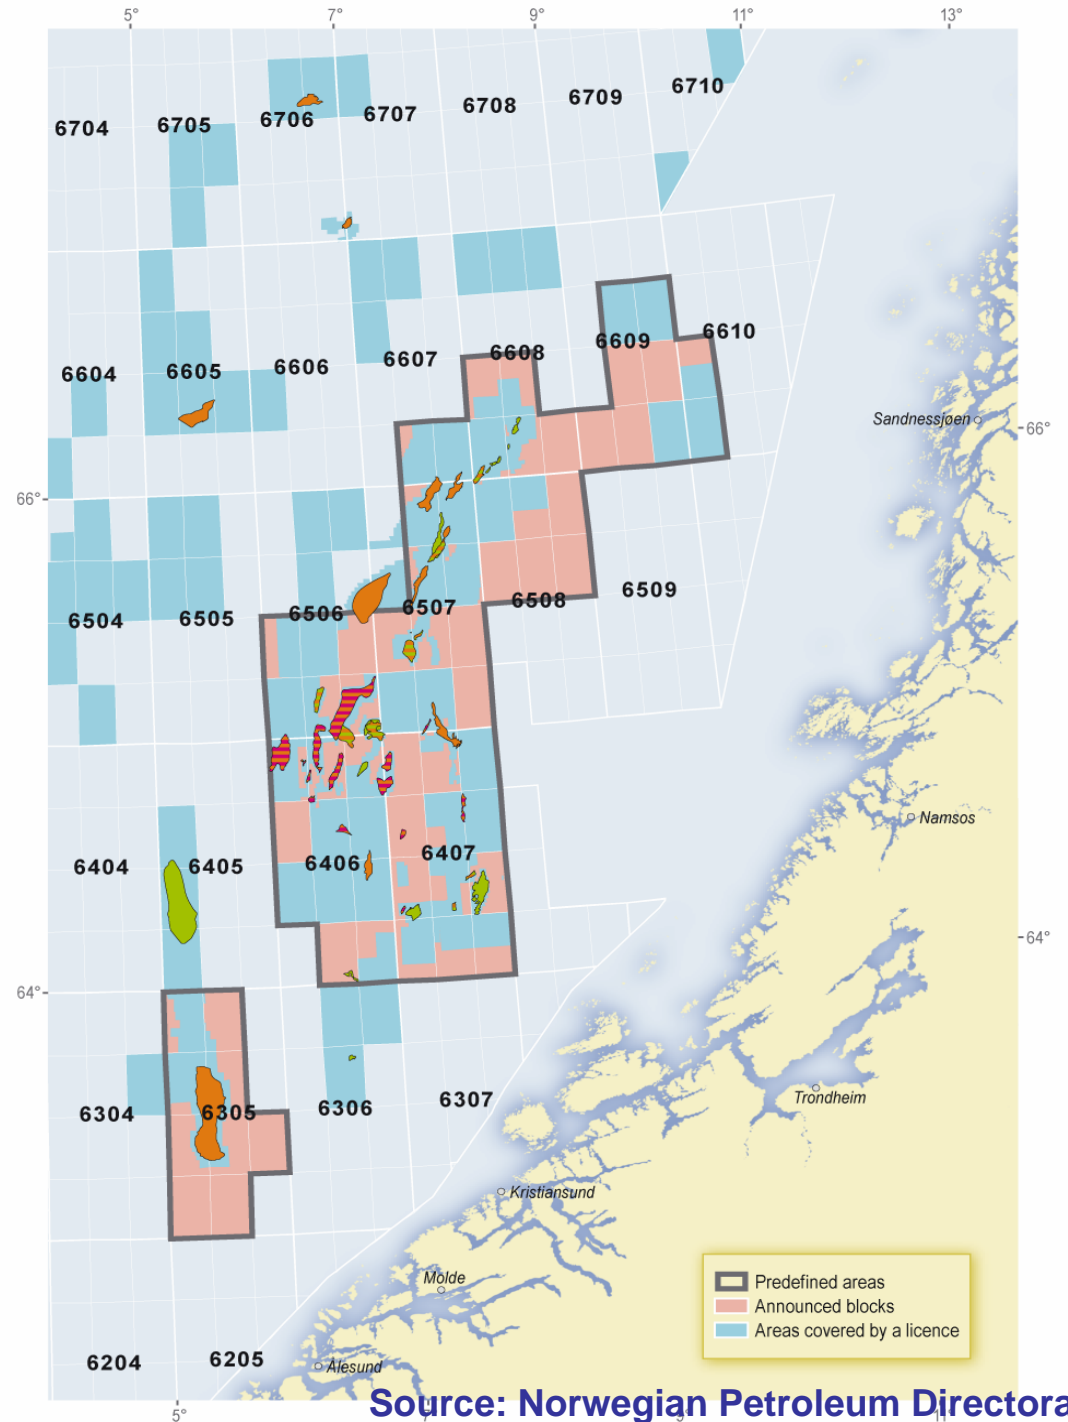 5° 7° 9° 11° 13°
6704 6705 6706 6707 6708 6709 6710
6604 6605 6606 6607 6608 6609 6610
Sandnessjøen
66° 66°
6504 6505 6506 6507 6508 6509
Namsos
6404 6405 6406 6407
64° 64°
6304 6305 6306 6307
Trondheim
Kristiansund
Molde
Predefined areas
Announced blocks
Areas covered by a licence
6204 6205
Ålesund
Source: Norwegian Petroleum Directora
5°